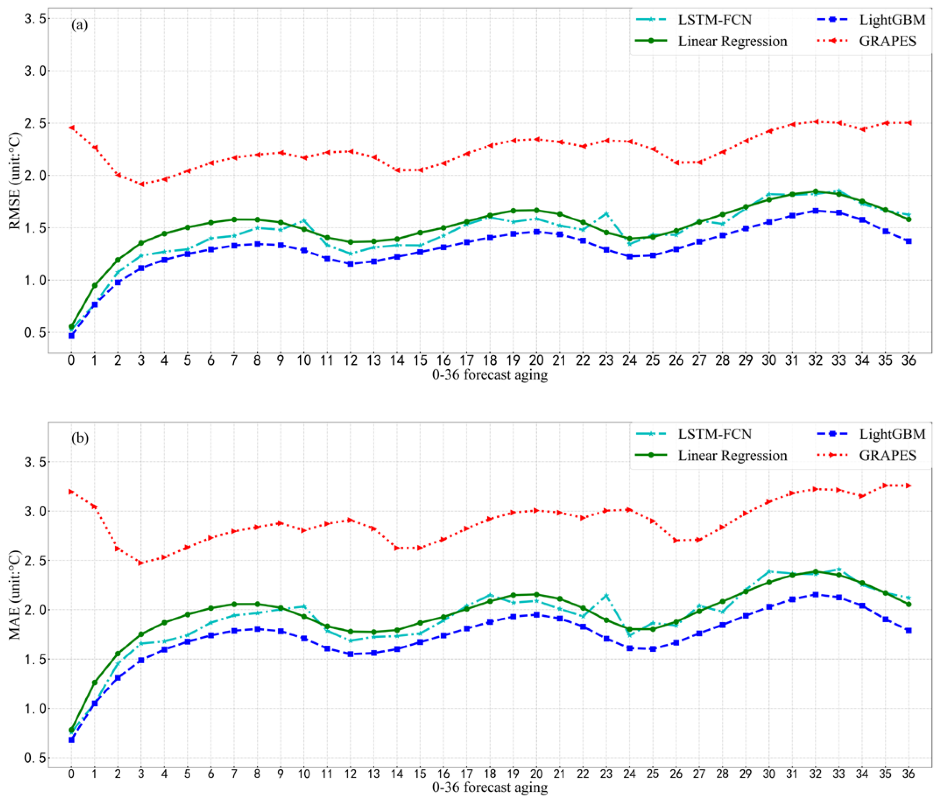 (a)
LSTM-FCN LightGBM
Linear Regression GRAPES
3.5
3.0
2.5
2.0
1.5
1.0
0.5
RMSE (unit:°C)
0 1 2 3 4 5 6 7 8 9 10 11 12 13 14 15 16 17 18 19 20 21 22 23 24 25 26 27 28 29 30 31 32 33 34 35 36
0-36 forecast aging
(b)
LSTM-FCN LightGBM
Linear Regression GRAPES
3.5
3.0
2.5
2.0
1.5
1.0
0.5
MAE (unit:°C)
0 1 2 3 4 5 6 7 8 9 10 11 12 13 14 15 16 17 18 19 20 21 22 23 24 25 26 27 28 29 30 31 32 33 34 35 36
0-36 forecast aging